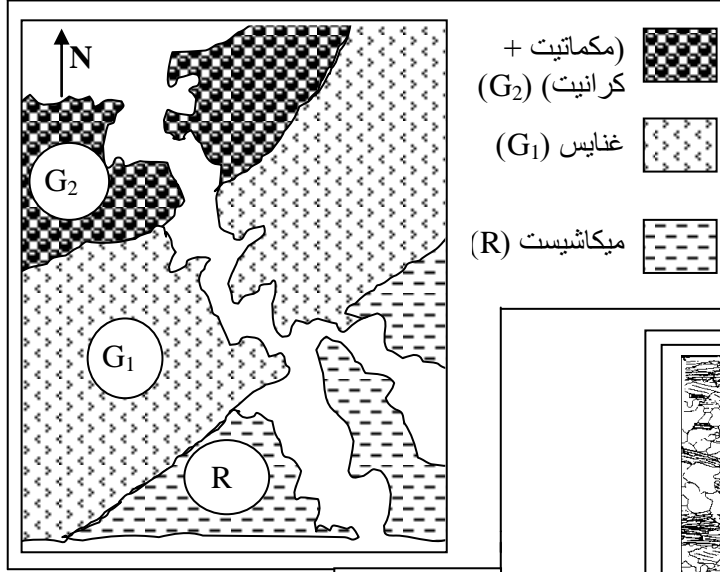 N
G2
G1
R
(مكماتيت +
كرانيت) (G2)
غنايس (G1)
ميكاشيست (R)